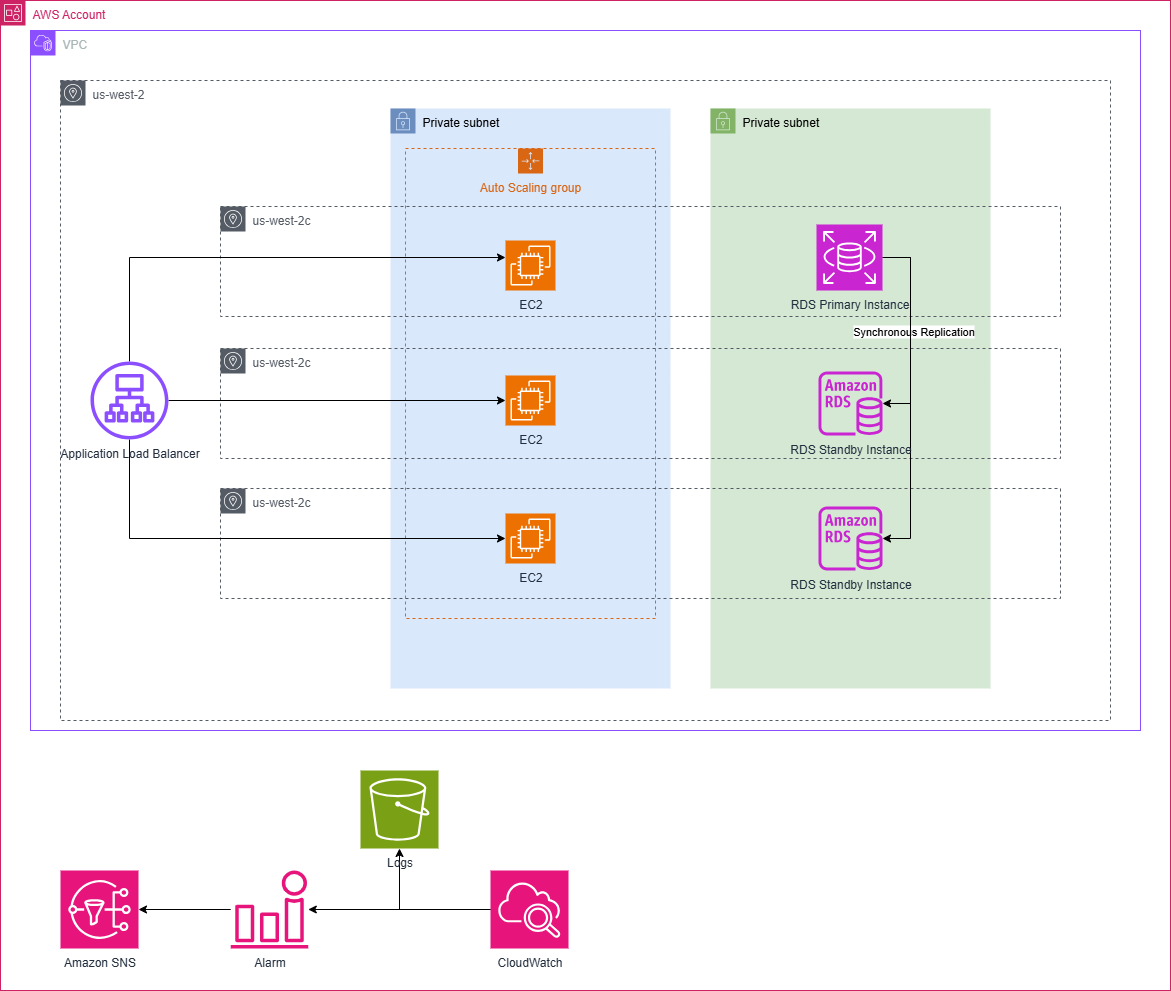 AWS Account
VPC
us-west-2
Private subnet
Private subnet
Auto Scaling group
us-west-2c
EC2
RDS Primary Instance
Synchronous Replication
us-west-2c
Amazon
RDS
EC2
RDS Standby Instance
Application Load Balancer
us-west-2c
Amazon
RDS
EC2
RDS Standby Instance
Logs
Amazon SNS
Alarm
CloudWatch